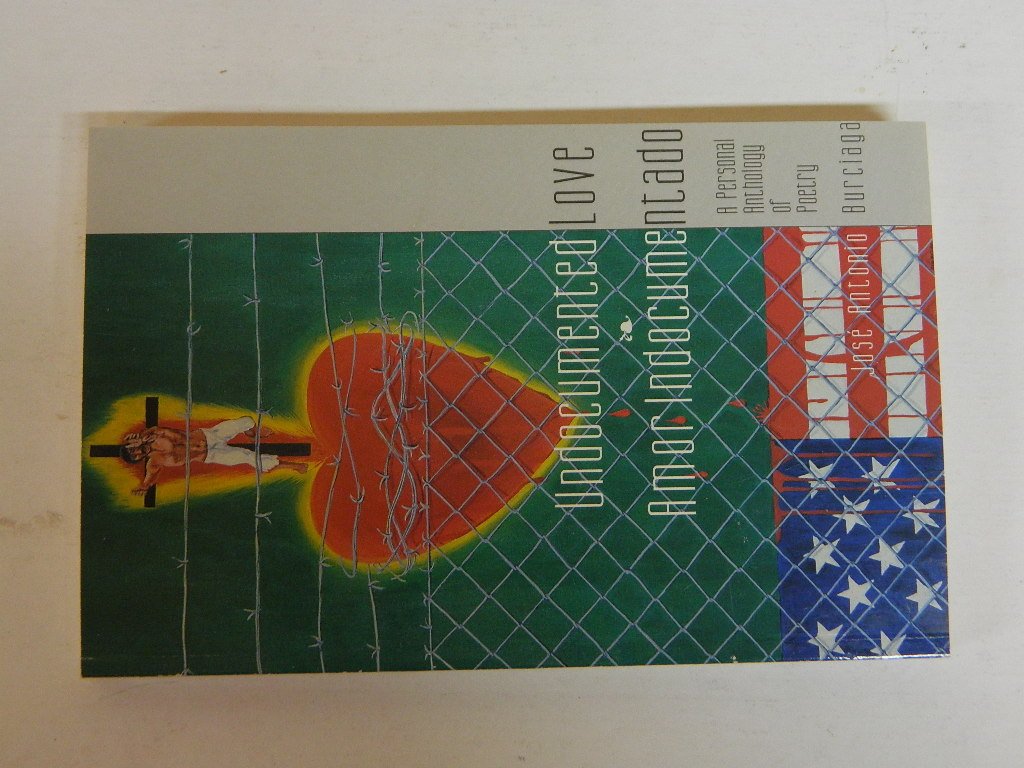 Undocumented Love
Amor Indocumentado
A Personal
Anthology
of
Poetry
José Antonio Burciaga